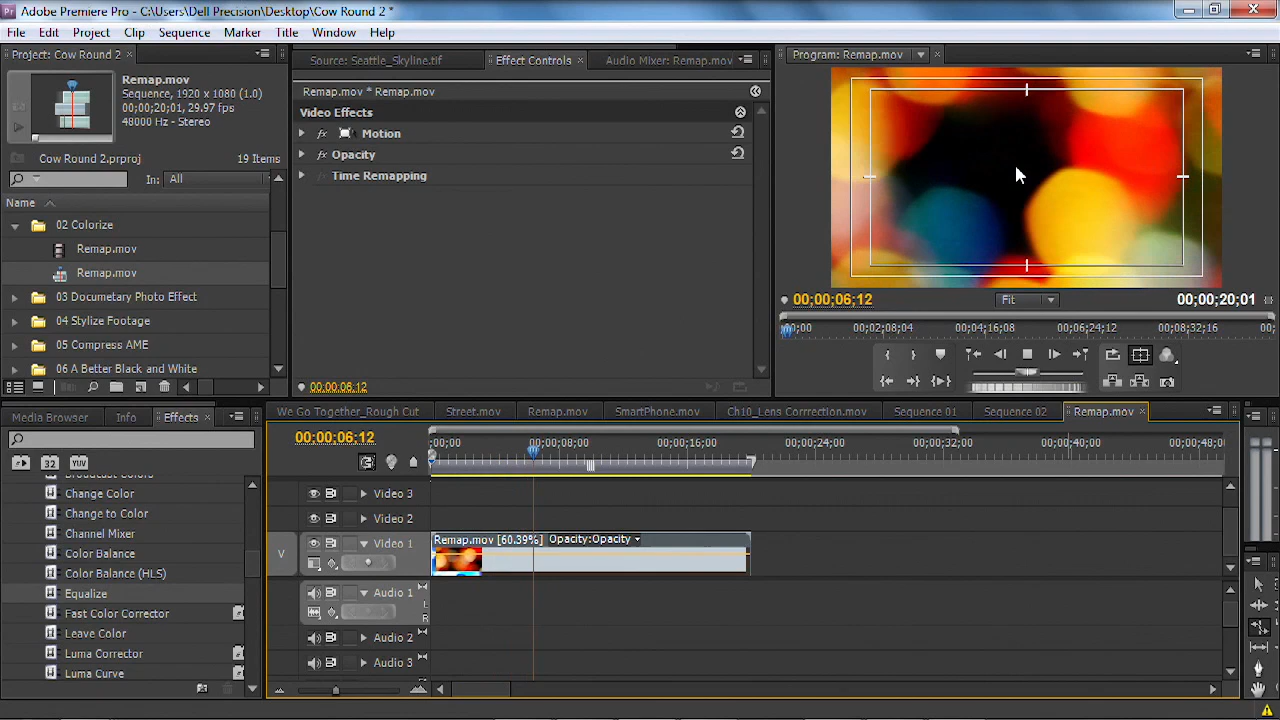 Adobe Premiere Pro - C:\Users\Dell Precision\Desktop\Cow Round 2 *
File Edit Project Clip Sequence Marker Title Window Help
Project: Cow Round 2
Remap.mov
Sequence, 1920 x 1080 (1.0)
00;00;20;01, 29.97 fps
48000 Hz - Stereo
Cow Round 2.prproj
19 Items
In: All
Name
02 Colorize
Remap.mov
Remap.mov
03 Documetary Photo Effect
04 Stylize Footage
05 Compress AME
06 A Better Black and White
Source: Seattle_Skyline.tif
Effect Controls
Audio Mixer: Remap.mov
Remap.mov * Remap.mov
Video Effects
fx Motion
fx Opacity
fx Time Remapping
00;00;08;12
Program: Remap.mov
00;00;06;12
Fit
00;00;20;01
;00;00 00;02;08;04 00;04;16;08 00;06;24;12 00;08;32;16 00;
Media Browser
Info
Effects
32 YUV
Broadcast Colors
Change Color
Change to Color
Channel Mixer
Color Balance
Color Balance (HLS)
Equalize
Fast Color Corrector
Leave Color
Luma Corrector
Luma Curve
We Go Together_Rough Cut
Street.mov
Remap.mov
SmartPhone.mov
Ch10_Lens Corrrection.mov
Sequence 01
Sequence 02
Remap.mov
00;00;06;12
;00;00 00;00;08;00 00;00;16;00 00;00;24;00 00;00;32;00 00;00;40;00 00;00;48;0
Video 3
Video 2
V
Video 1
Remap.mov [60.39%] Opacity:Opacity
Audio 1
L
R
Audio 2
Audio 3